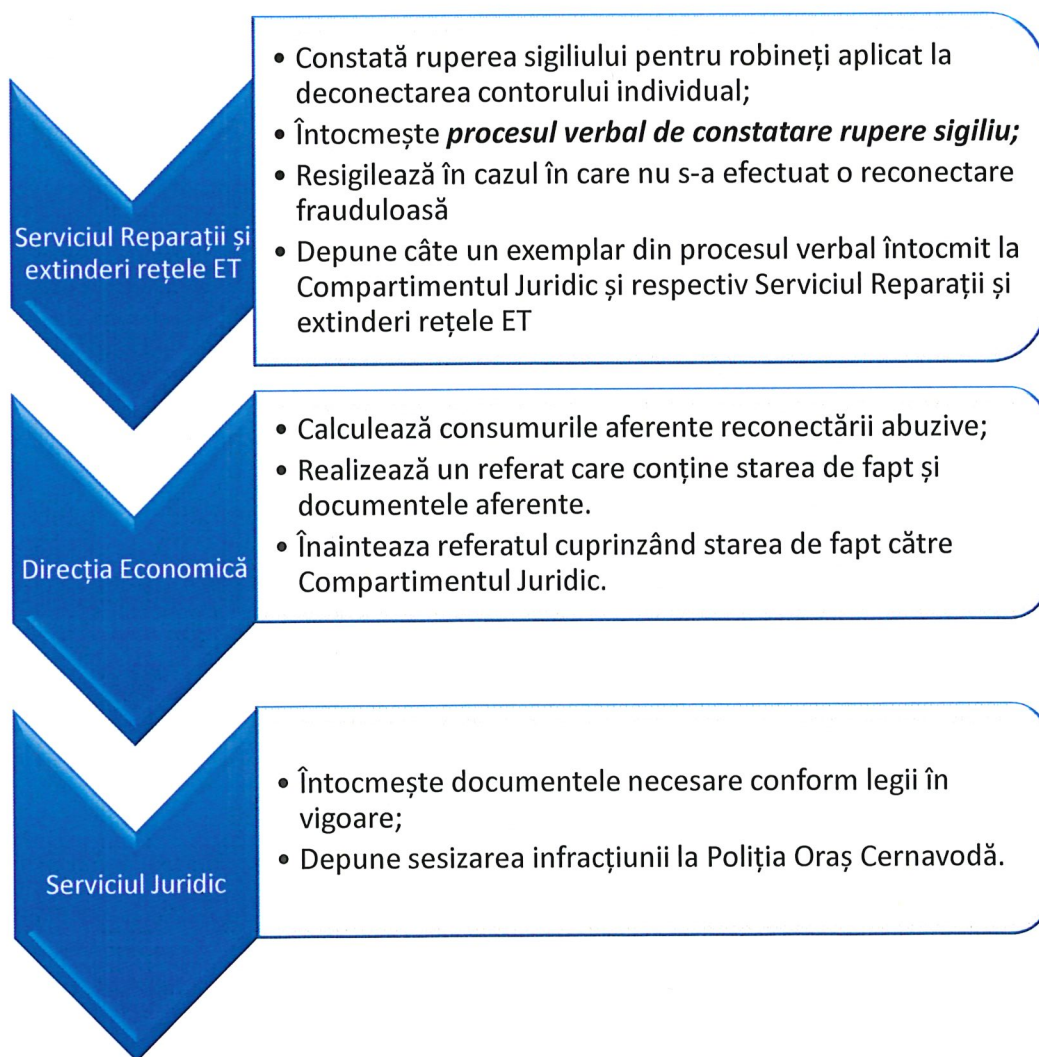 Serviciul Reparații și
extinderi rețele ET
• Constată ruperea sigiliului pentru robineți aplicat la
deconectarea contorului individual;
• Întocmește procesul verbal de constatare rupere sigiliu;
• Resigilează în cazul în care nu s-a efectuat o reconectare
frauduloasă
• Depune câte un exemplar din procesul verbal întocmit la
Compartimentul Juridic și respectiv Serviciul Reparații și
extinderi rețele ET
Direcția Economică
• Calculează consumurile aferente reconectării abuzive;
• Realizează un referat care conține starea de fapt și
documentele aferente.
• Înainteaza referatul cuprinzând starea de fapt către
Compartimentul Juridic.
Serviciul Juridic
• Întocmește documentele necesare conform legii în
vigoare;
• Depune sesizarea infracțiunii la Poliția Oraș Cernavodă.